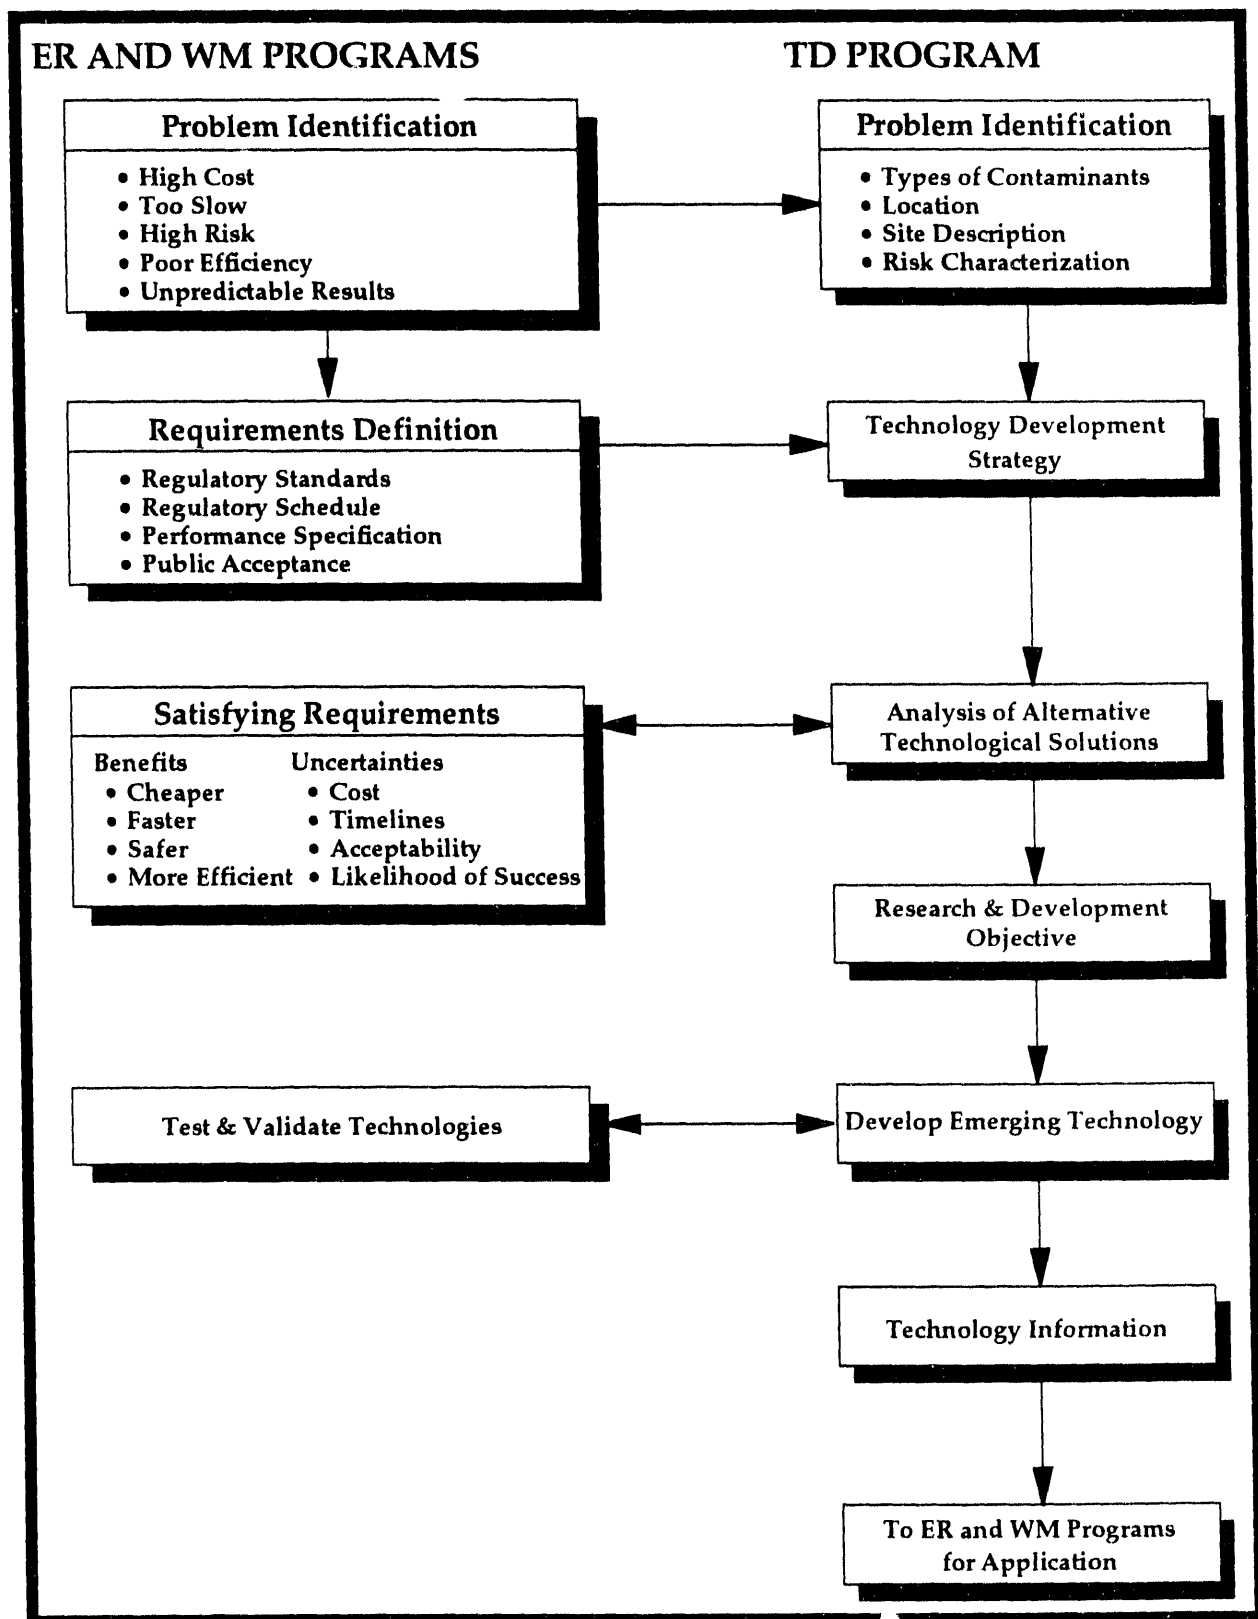 ER AND WM PROGRAMS
TD PROGRAM
Problem Identification
• High Cost
• Too Slow
• High Risk
• Poor Efficiency
• Unpredictable Results
Problem Identification
• Types of Contaminants
• Location
• Site Description
• Risk Characterization
Requirements Definition
• Regulatory Standards
• Regulatory Schedule
• Performance Specification
• Public Acceptance
Technology Development
Strategy
Satisfying Requirements
Benefits
• Cheaper
• Faster
• Safer
• More Efficient
Uncertainties
• Cost
• Timelines
• Acceptability
• Likelihood of Success
Analysis of Alternative
Technological Solutions
Research & Development
Objective
Test & Validate Technologies
Develop Emerging Technology
Technology Information
To ER and WM Programs
for Application